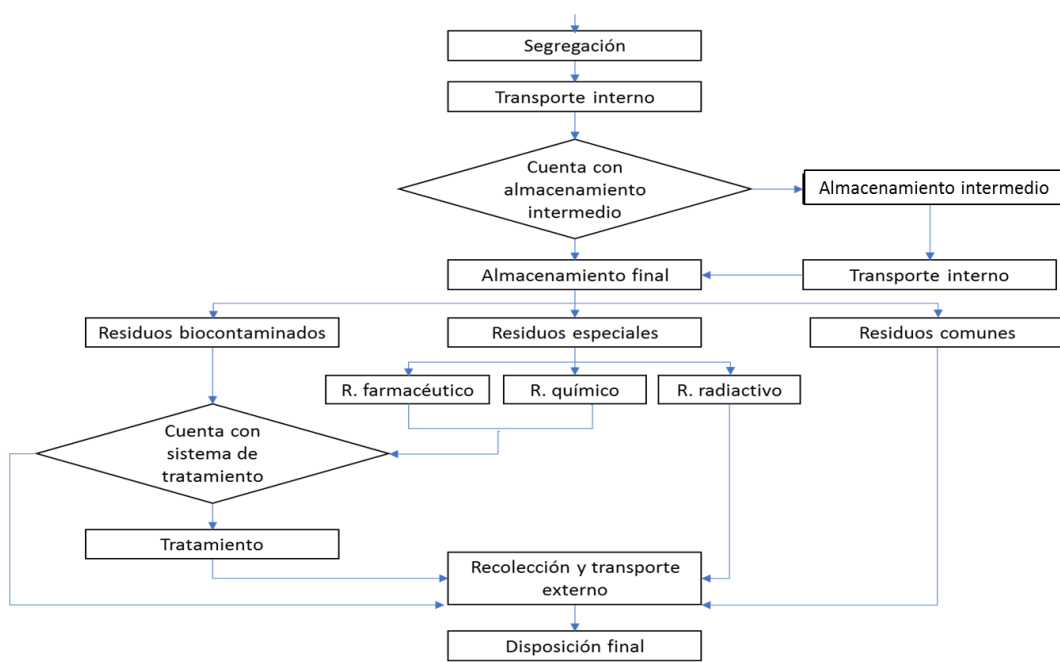 Segregación
Transporte interno
Cuenta con
almacenamiento
intermedio
Almacenamiento intermedio
Almacenamiento final
Transporte interno
Residuos biocontaminados
Residuos especiales
Residuos comunes
R. farmacéutico
R. químico
R. radiactivo
Cuenta con
sistema de
tratamiento
Tratamiento
Recolección y transporte
externo
Disposición final